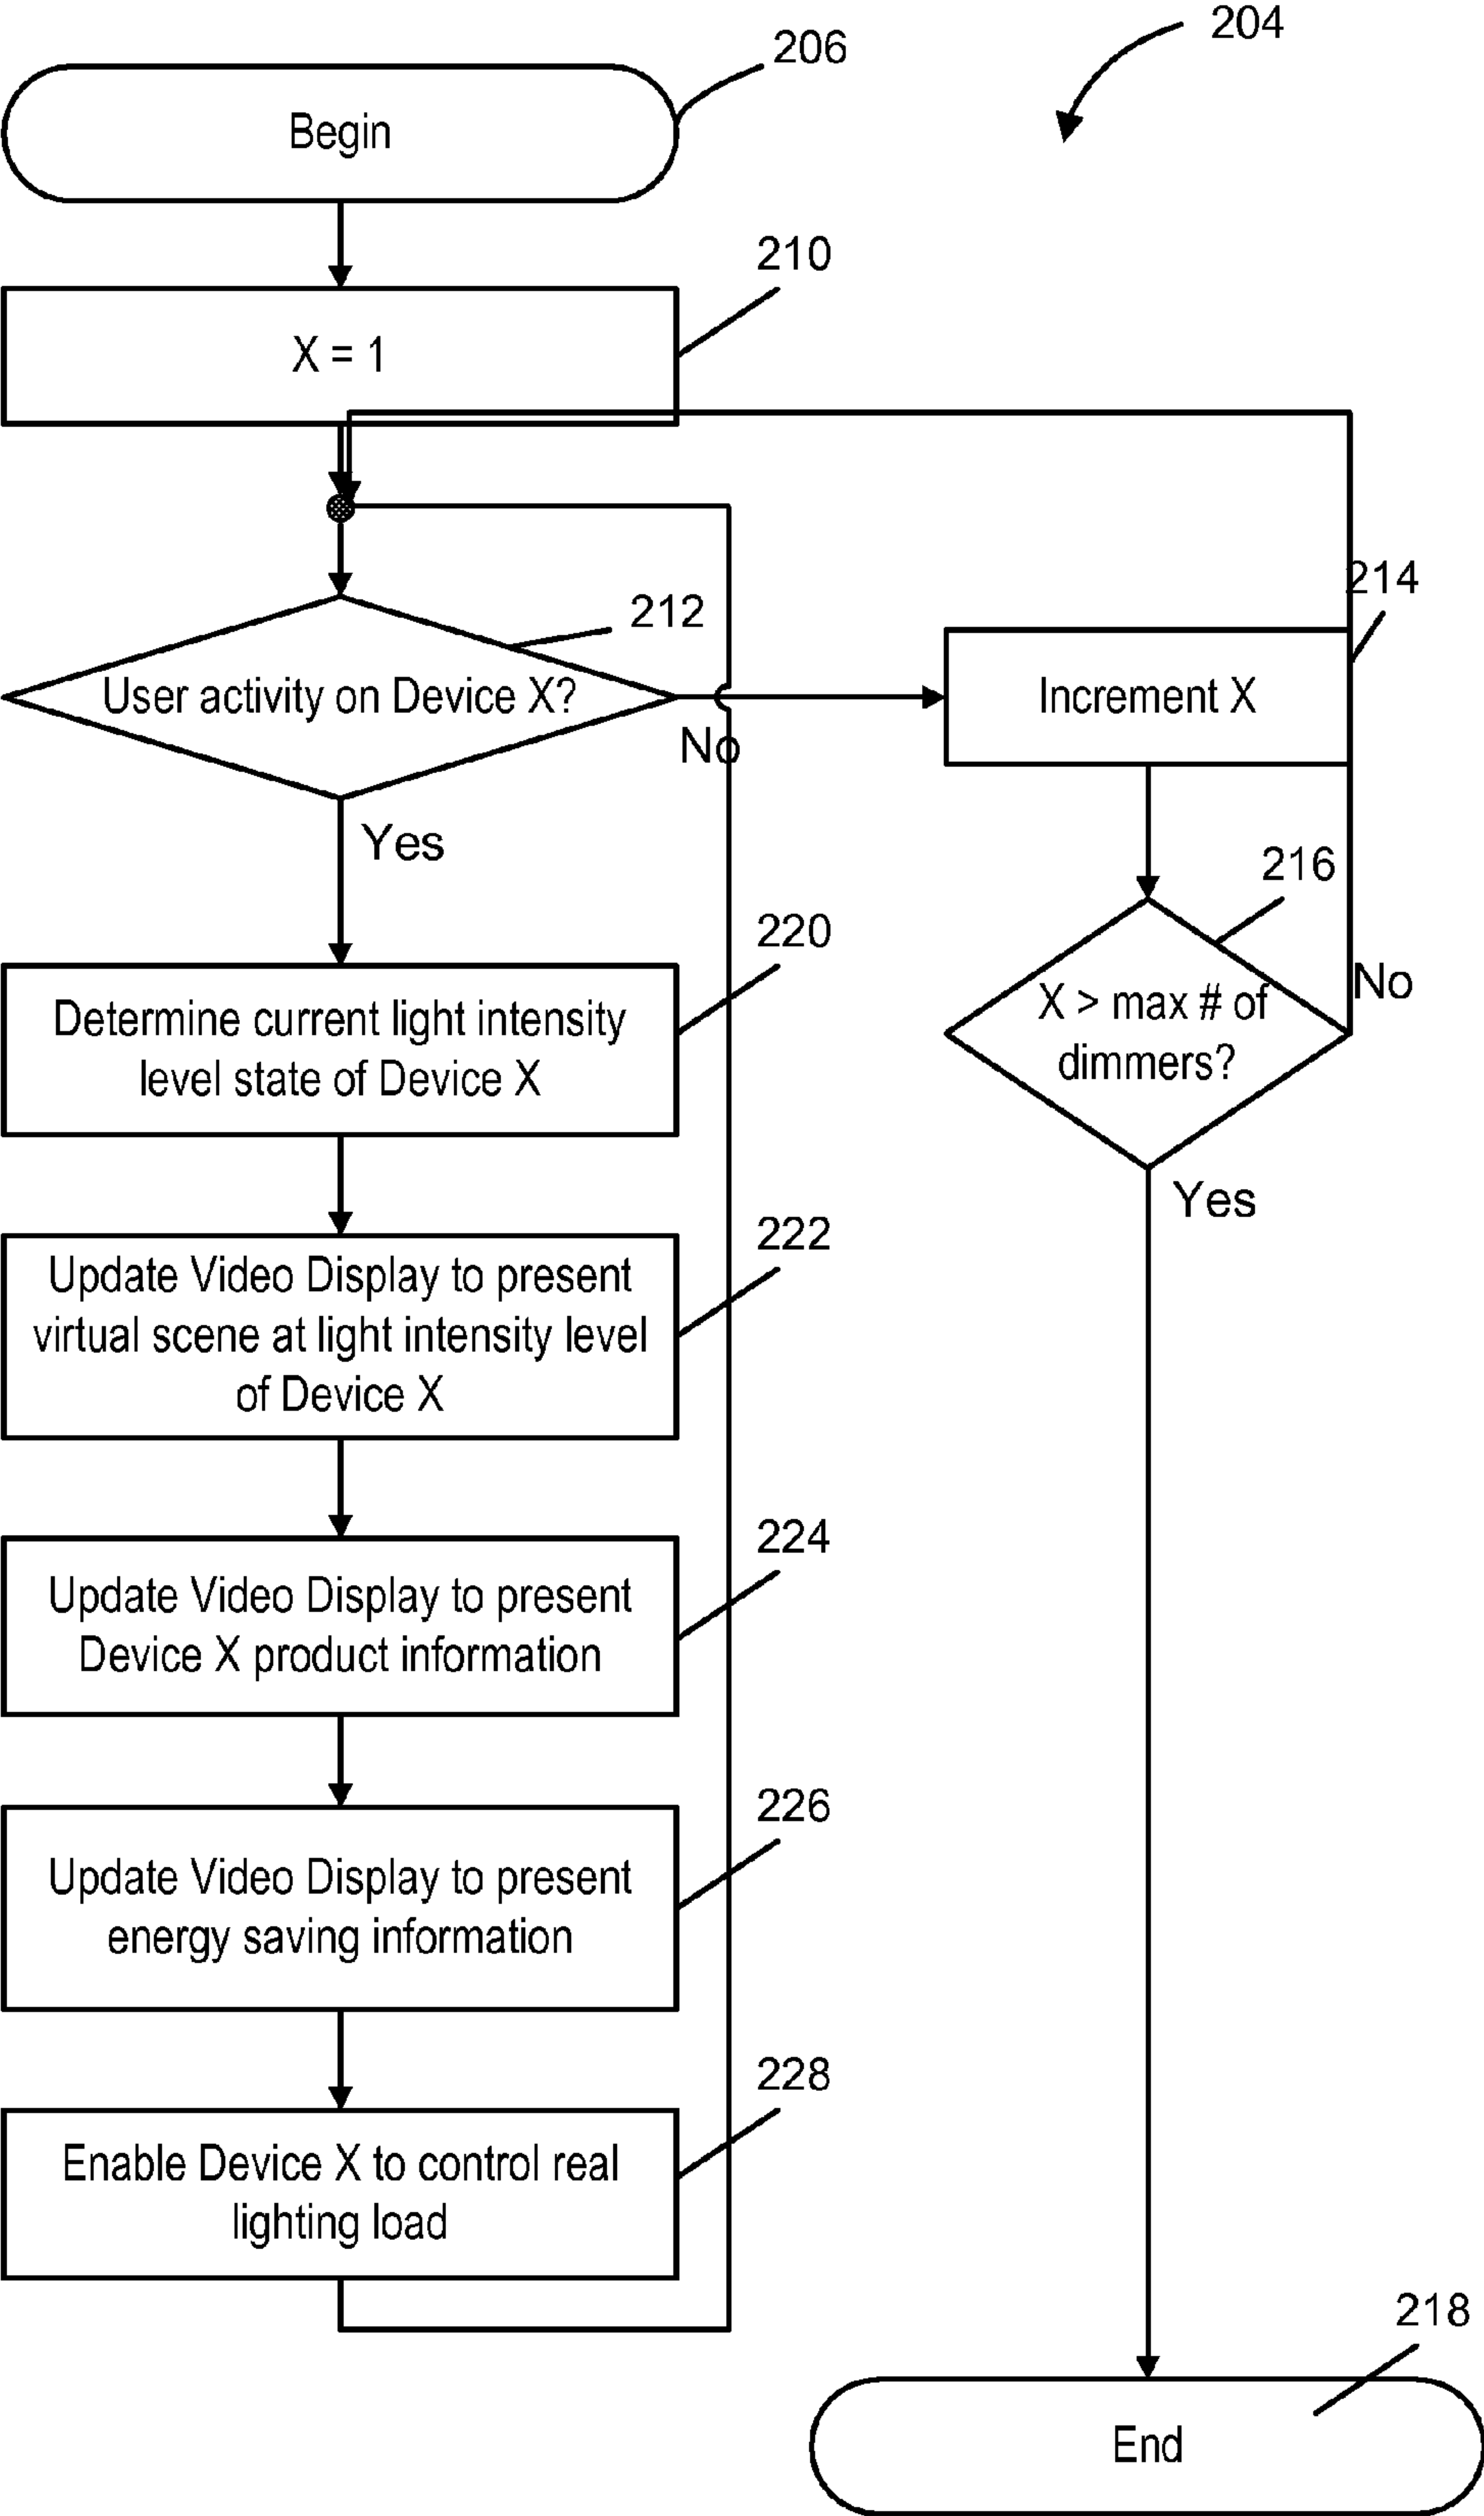 204
206
Begin
210
X = 1
212
User activity on Device X?
No
214
Increment X
Yes
216
X > max # of
dimmers?
No
Yes
220
Determine current light intensity
level state of Device X
222
Update Video Display to present
virtual scene at light intensity level
of Device X
224
Update Video Display to present
Device X product information
226
Update Video Display to present
energy saving information
228
Enable Device X to control real
lighting load
218
End